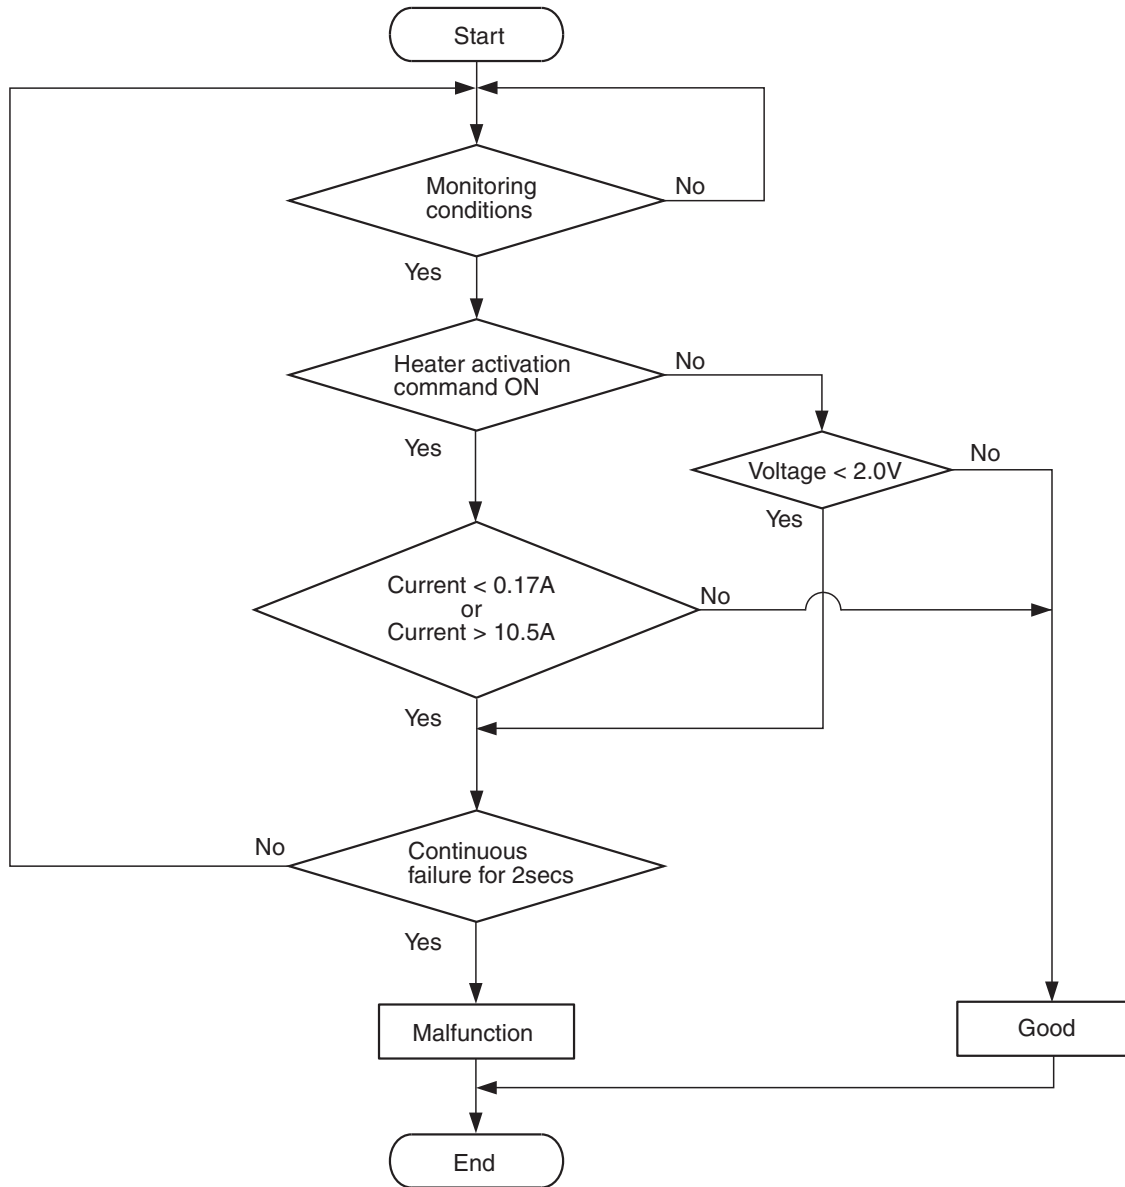 Start
Monitoring
conditions
No
Yes
Heater activation
command ON
No
Yes
Voltage < 2.0V
No
Yes
Current < 0.17A
or
Current > 10.5A
No
Yes
Continuous
failure for 2secs
No
Yes
Malfunction
Good
End